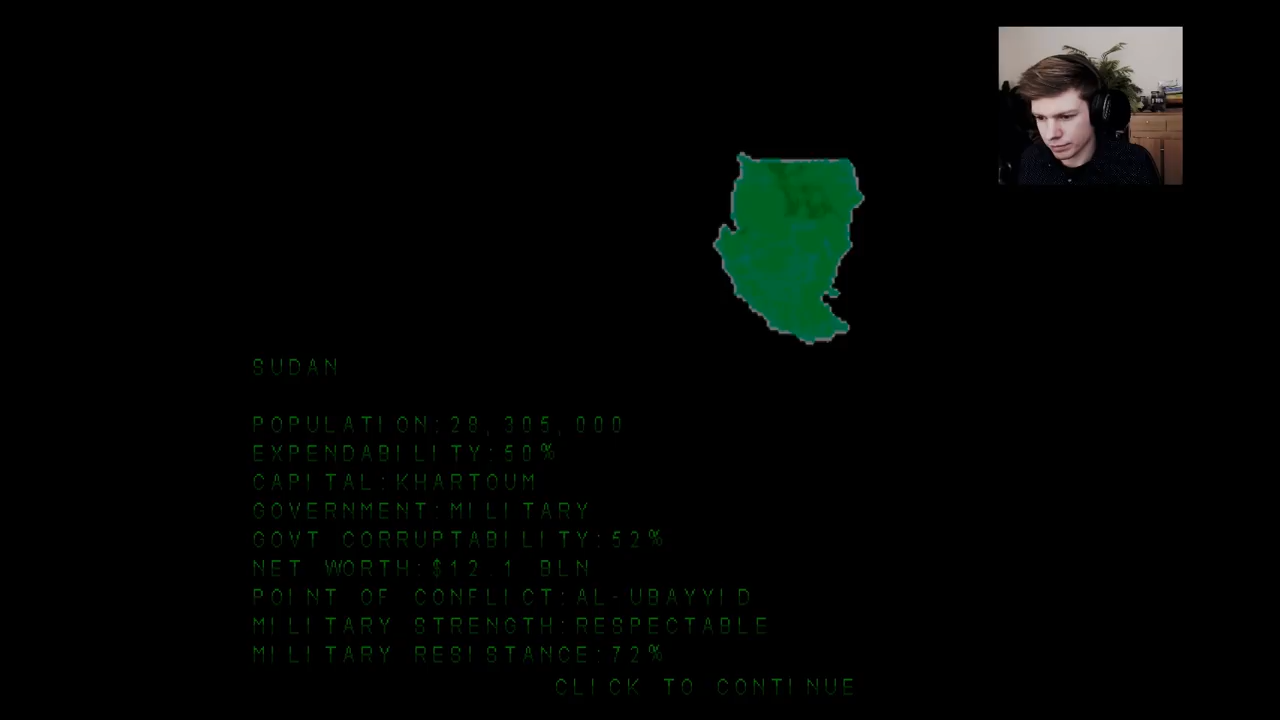 SUDAN
POPULATION:28,305,000
EXPENDABILITY:50%
CAPITAL:KHARTOUM
GOVERNMENT:MILITARY
GOVT CORRUPTABILITY:52%
NET WORTH:$12.1 BLN
POINT OF CONFLICT:AL-UBAYYID
MILITARY STRENGTH:RESPECTABLE
MILITARY RESISTANCE:72%
CLICK TO CONTINUE